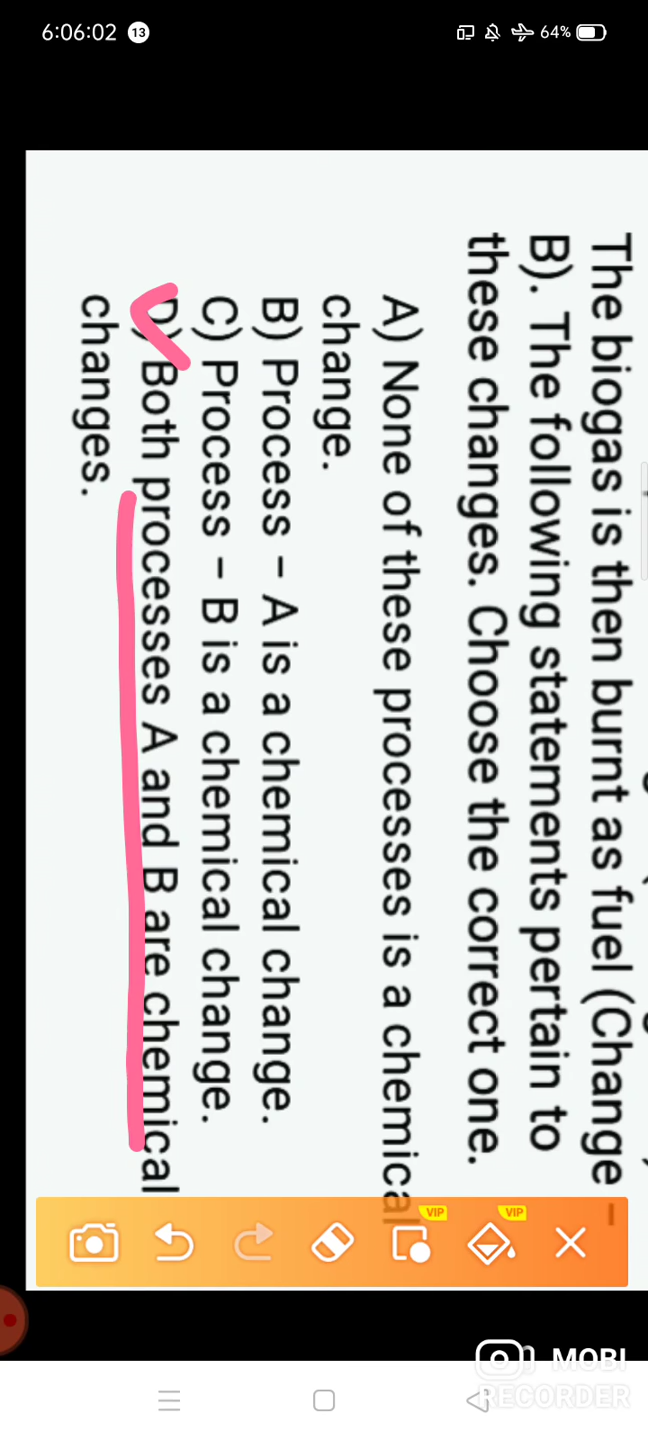 6:06:02 13
64%
The biogas is then burnt as fuel (Change –
B). The following statements pertain to
these changes. Choose the correct one.
A) None of these processes is a chemical
change.
B) Process – A is a chemical change.
C) Process – B is a chemical change.
D) Both processes A and B are chemical
changes.
VIP VIP
MOBI
RECORDER